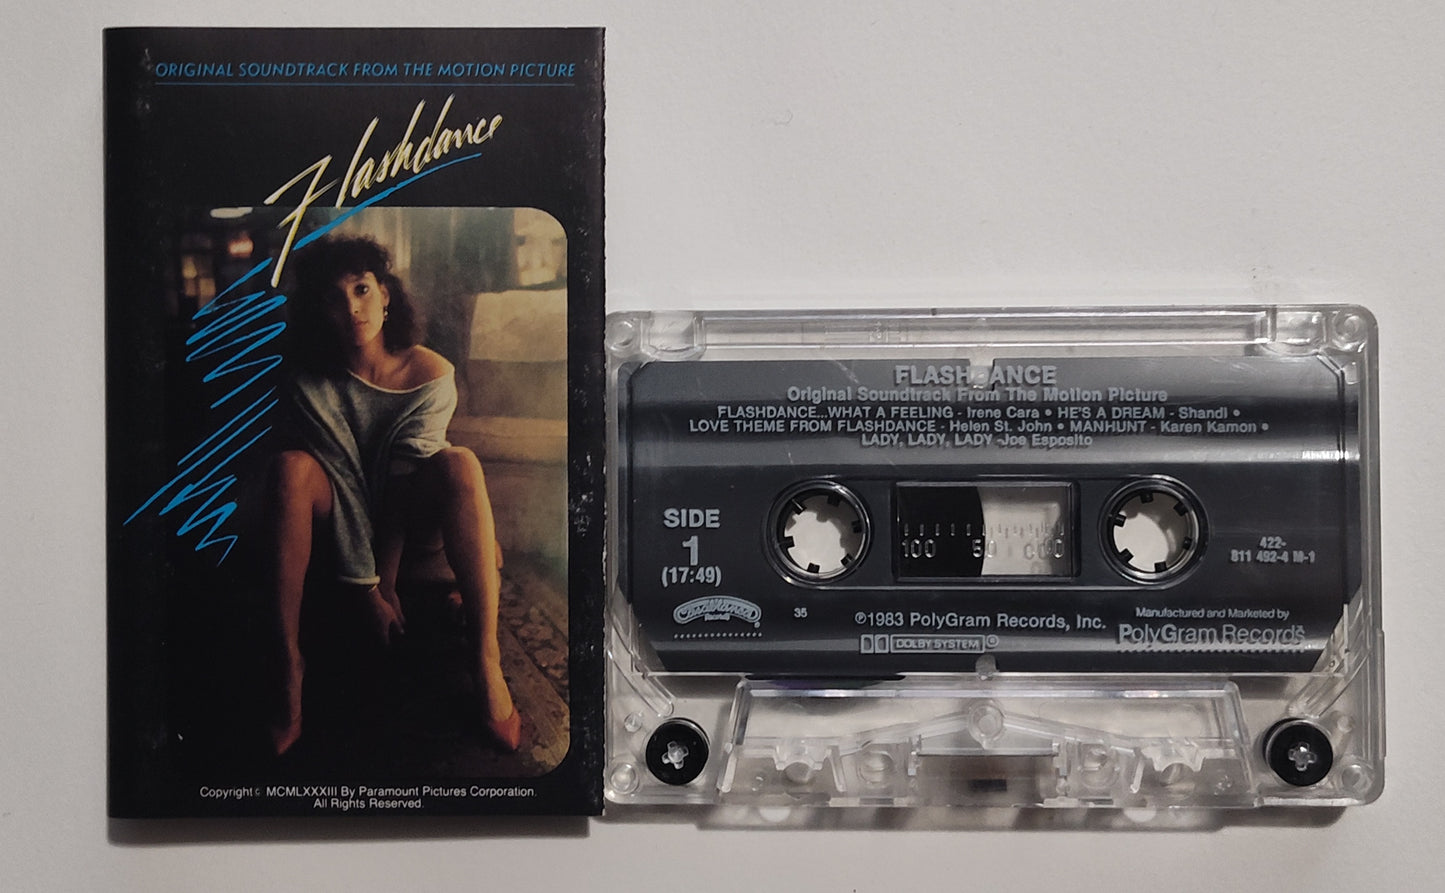 ORIGINAL SOUNDTRACK FROM THE MOTION PICTURE
Flashdance
Copyright © MCMLXXXIII By Paramount Pictures Corporation.
All Rights Reserved.
FLASHDANCE
Original Soundtrack From The Motion Picture
FLASHDANCE...WHAT A FEELING - Irene Cara • HE'S A DREAM - Shandi •
LOVE THEME FROM FLASHDANCE - Helen St. John • MANHUNT - Karen Kamon •
LADY, LADY, LADY -Joe Esposito
SIDE
1
(17:49)
100 50 0
422-
811 492-4 M-1
Casablanca
Records
35
℗1983 PolyGram Records, Inc.
DOLBY SYSTEM
Manufactured and Marketed by
PolyGram Records